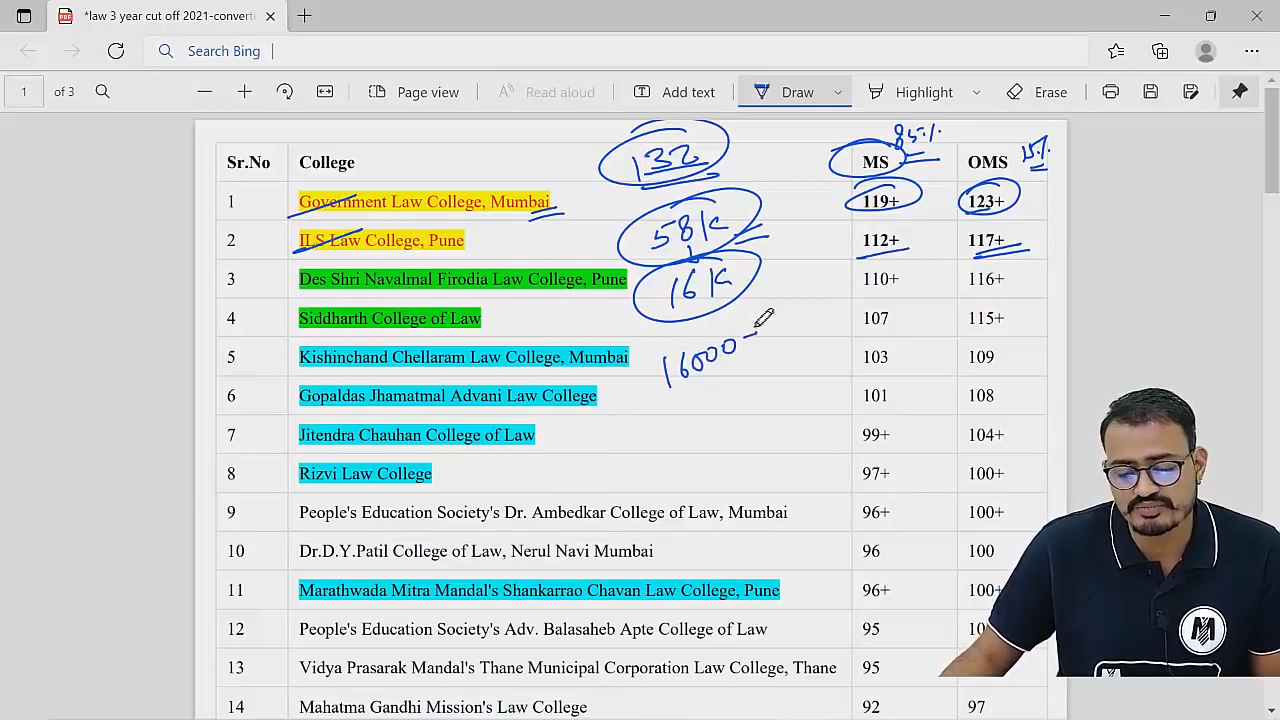 *law 3 year cut off 2021-converte
Search Bing
1 of 3 Page view Read aloud Add text Draw Highlight Erase
Sr.No College 132 MS 85% OMS 15%
1 Government Law College, Mumbai 119+ 123+
58K
2 ILS Law College, Pune 112+ 117+
3 Des Shri Navalmal Firodia Law College, Pune 16K 110+ 116+
4 Siddharth College of Law 107 115+
5 Kishinchand Chellaram Law College, Mumbai 16000- 103 109
6 Gopaldas Jhamatmal Advani Law College 101 108
7 Jitendra Chauhan College of Law 99+ 104+
8 Rizvi Law College 97+ 100+
9 People's Education Society's Dr. Ambedkar College of Law, Mumbai 96+ 100+
10 Dr.D.Y.Patil College of Law, Nerul Navi Mumbai 96 100
11 Marathwada Mitra Mandal's Shankarrao Chavan Law College, Pune 96+ 100+
12 People's Education Society's Adv. Balasaheb Apte College of Law 95
13 Vidya Prasarak Mandal's Thane Municipal Corporation Law College, Thane 95
14 Mahatma Gandhi Mission's Law College 92 97